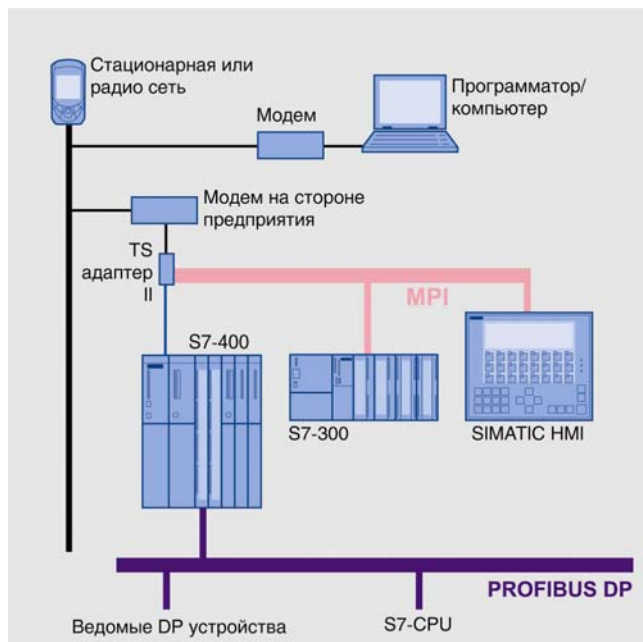 Стационарная или
радио сеть
Программатор/
компьютер
Модем
Модем на стороне
предприятия
TS
адаптер
II
MPI
S7-400
S7-300
SIMATIC HMI
PROFIBUS DP
Ведомые DP устройства
S7-CPU